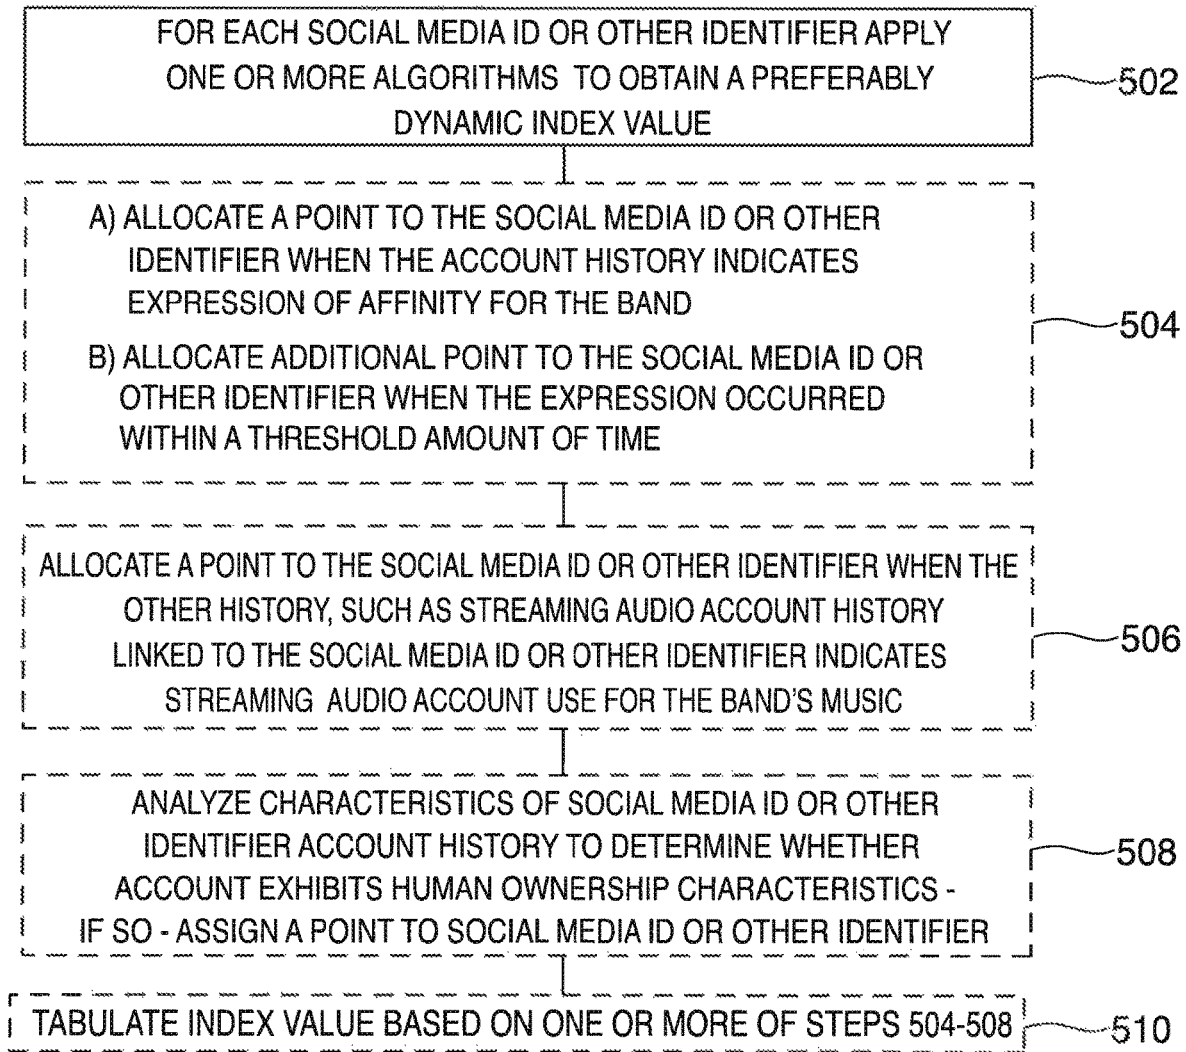 FOR EACH SOCIAL MEDIA ID OR OTHER IDENTIFIER APPLY
ONE OR MORE ALGORITHMS TO OBTAIN A PREFERABLY
DYNAMIC INDEX VALUE
502
A) ALLOCATE A POINT TO THE SOCIAL MEDIA ID OR OTHER
IDENTIFIER WHEN THE ACCOUNT HISTORY INDICATES
EXPRESSION OF AFFINITY FOR THE BAND
B) ALLOCATE ADDITIONAL POINT TO THE SOCIAL MEDIA ID OR
OTHER IDENTIFIER WHEN THE EXPRESSION OCCURRED
WITHIN A THRESHOLD AMOUNT OF TIME
504
ALLOCATE A POINT TO THE SOCIAL MEDIA ID OR OTHER IDENTIFIER WHEN THE
OTHER HISTORY, SUCH AS STREAMING AUDIO ACCOUNT HISTORY
LINKED TO THE SOCIAL MEDIA ID OR OTHER IDENTIFIER INDICATES
STREAMING AUDIO ACCOUNT USE FOR THE BAND'S MUSIC
506
ANALYZE CHARACTERISTICS OF SOCIAL MEDIA ID OR OTHER
IDENTIFIER ACCOUNT HISTORY TO DETERMINE WHETHER
ACCOUNT EXHIBITS HUMAN OWNERSHIP CHARACTERISTICS -
IF SO - ASSIGN A POINT TO SOCIAL MEDIA ID OR OTHER IDENTIFIER
508
TABULATE INDEX VALUE BASED ON ONE OR MORE OF STEPS 504-508
510